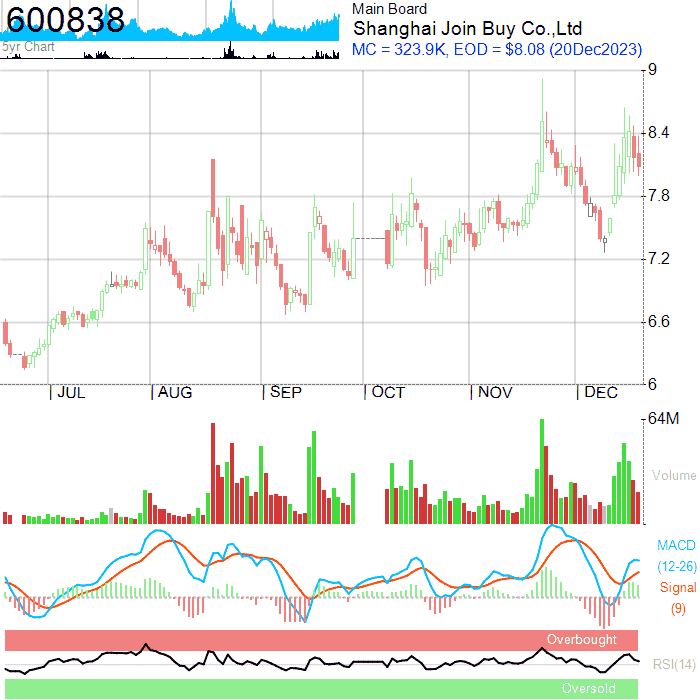 600838
5yr Chart
Main Board
Shanghai Join Buy Co.,Ltd
MC = 323.9K, EOD = $8.08 (20Dec2023)
9
8.4
7.8
7.2
6.6
6
JUL AUG SEP OCT NOV DEC
64M
Volume
MACD
(12-26)
Signal
(9)
Overbought
RSI(14)
Oversold